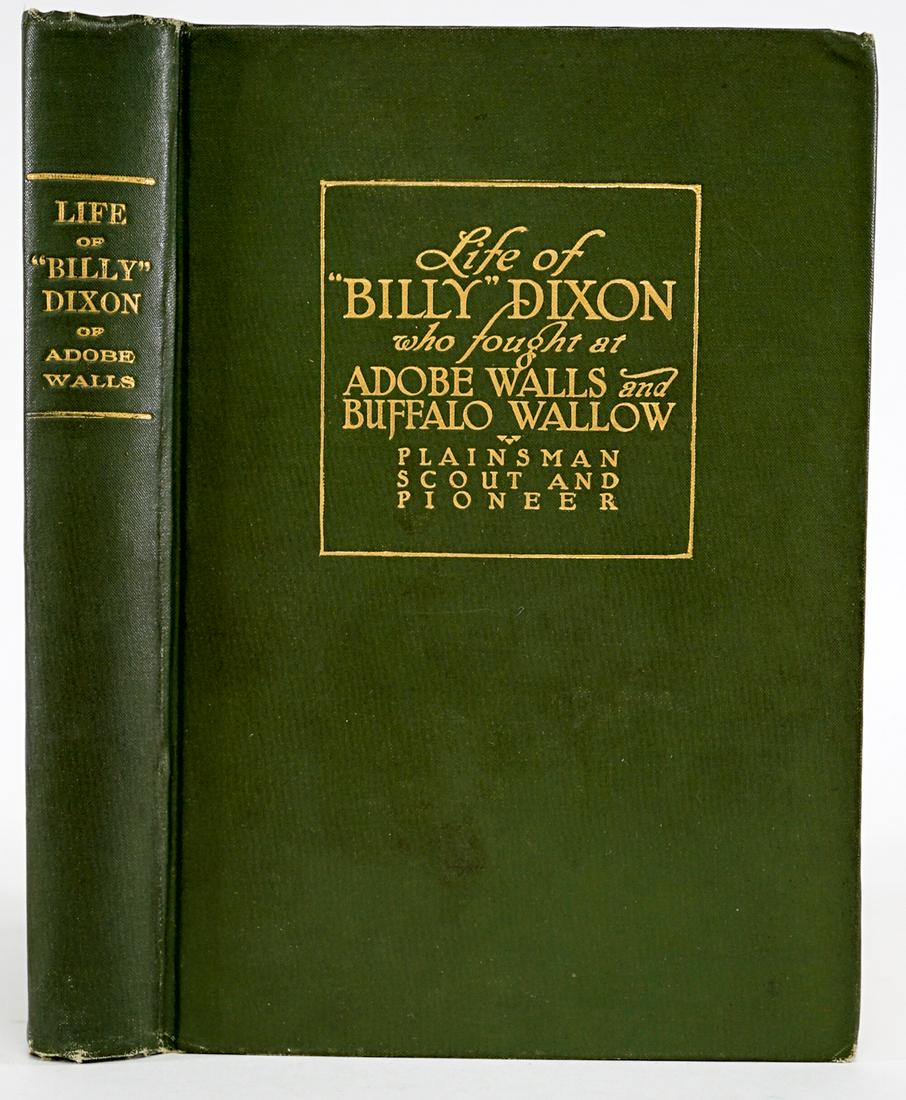 LIFE
OF
"BILLY"
DIXON
OF
ADOBE
WALLS
Life of
"BILLY" DIXON
who fought at
ADOBE WALLS and
BUFFALO WALLOW
PLAINSMAN
SCOUT AND
PIONEER